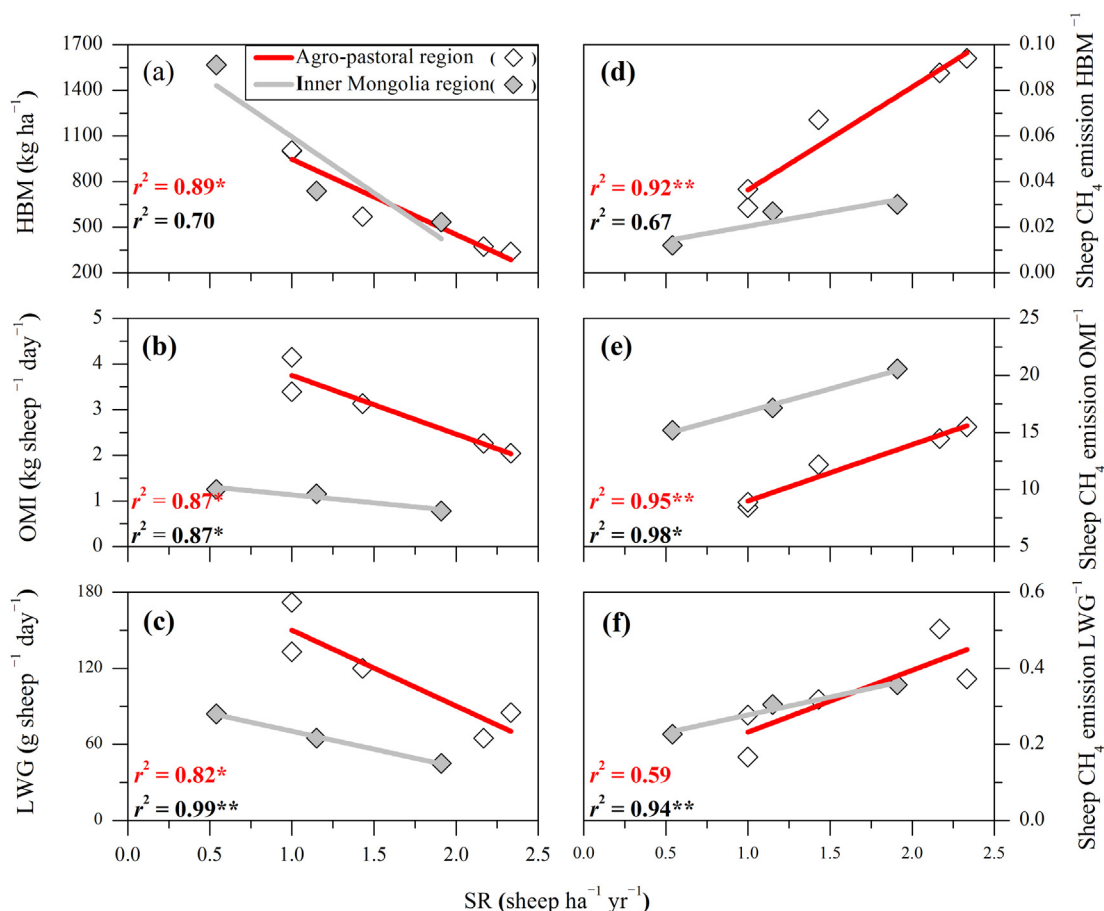 (a)
Agro-pastoral region ( )
Inner Mongolia region( )
HBM (kg ha⁻¹)
1700
1400
1100
800
500
200
r² = 0.89*
r² = 0.70
(d)
Sheep CH₄ emission HBM⁻¹
0.10
0.08
0.06
0.04
0.02
0.00
r² = 0.92**
r² = 0.67
(b)
OMI (kg sheep⁻¹ day⁻¹)
5
4
3
2
1
0
r² = 0.87*
r² = 0.87*
(e)
Sheep CH₄ emission OMI⁻¹
25
20
15
10
5
r² = 0.95**
r² = 0.98*
(c)
LWG (g sheep⁻¹ day⁻¹)
180
120
60
0
r² = 0.82*
r² = 0.99**
(f)
Sheep CH₄ emission LWG⁻¹
0.6
0.4
0.2
0.0
r² = 0.59
r² = 0.94**
0.0 0.5 1.0 1.5 2.0 2.5
1.0 1.5 2.0 2.5
SR (sheep ha⁻¹ yr⁻¹)